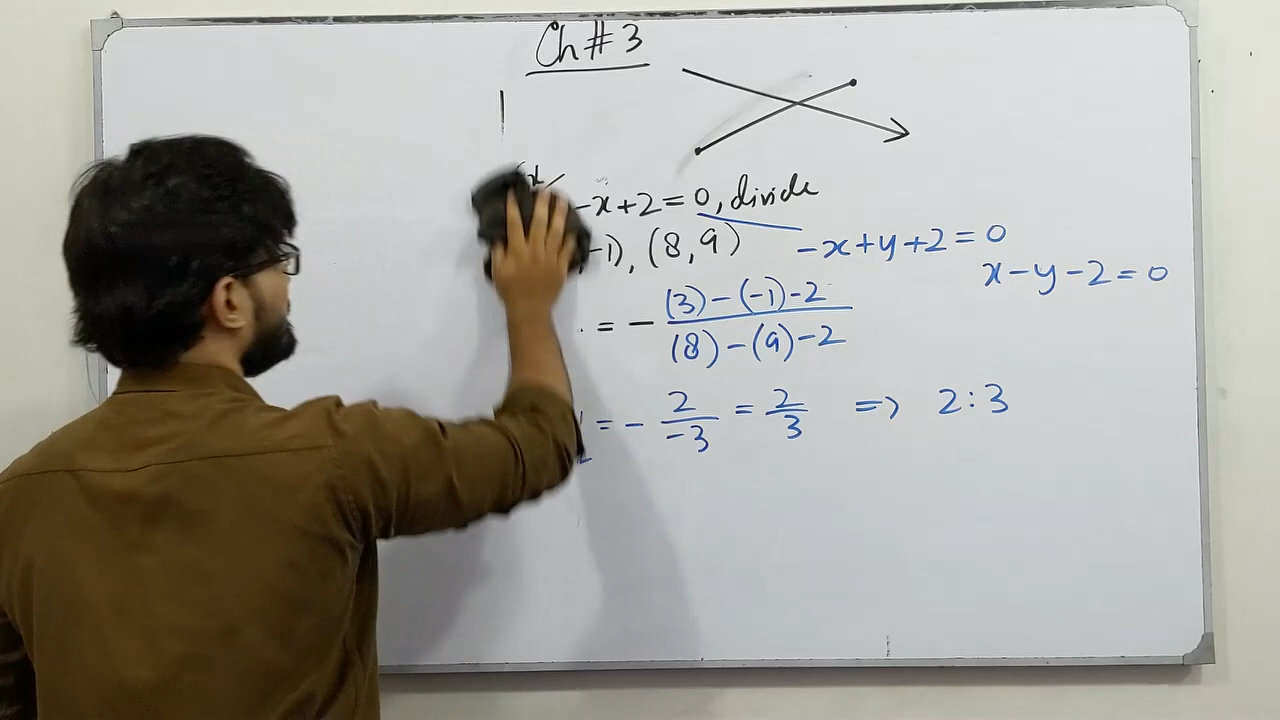 Ch # 3
-x+2=0, divide
-1), (8,9)
-x+y+2=0
x-y-2=0
= - (3)-(-1)-2 / (8)-(9)-2
= - 2/-3 = 2/3 => 2:3